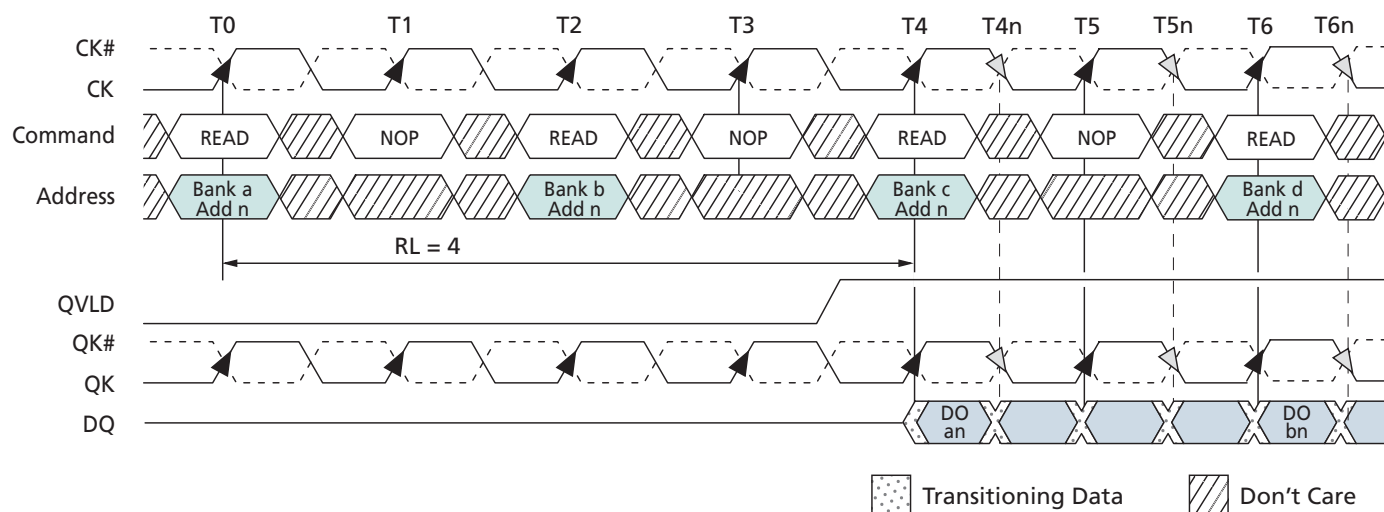 T0 T1 T2 T3 T4 T4n T5 T5n T6 T6n
CK#
CK
Command READ NOP READ NOP READ NOP READ
Address Bank a Add n Bank b Add n Bank c Add n Bank d Add n
RL = 4
QVLD
QK#
QK
DQ DO an DO bn
Transitioning Data Don't Care